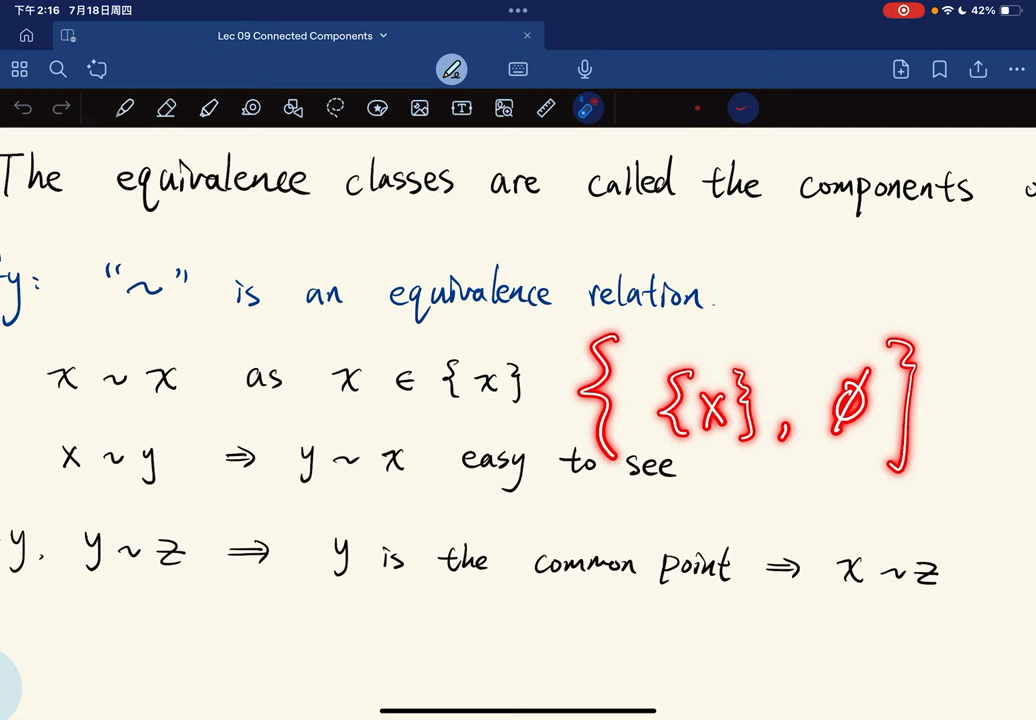 下午2:16 7月18日周四
42%
Lec 09 Connected Components
The equivalence classes are called the components
y: "~" is an equivalence relation.
x ~ x as x ∈ {x} { {x}, ø }
x ~ y ⇒ y ~ x easy to see
y. y ~ z ⇒ y is the common point ⇒ x ~ z